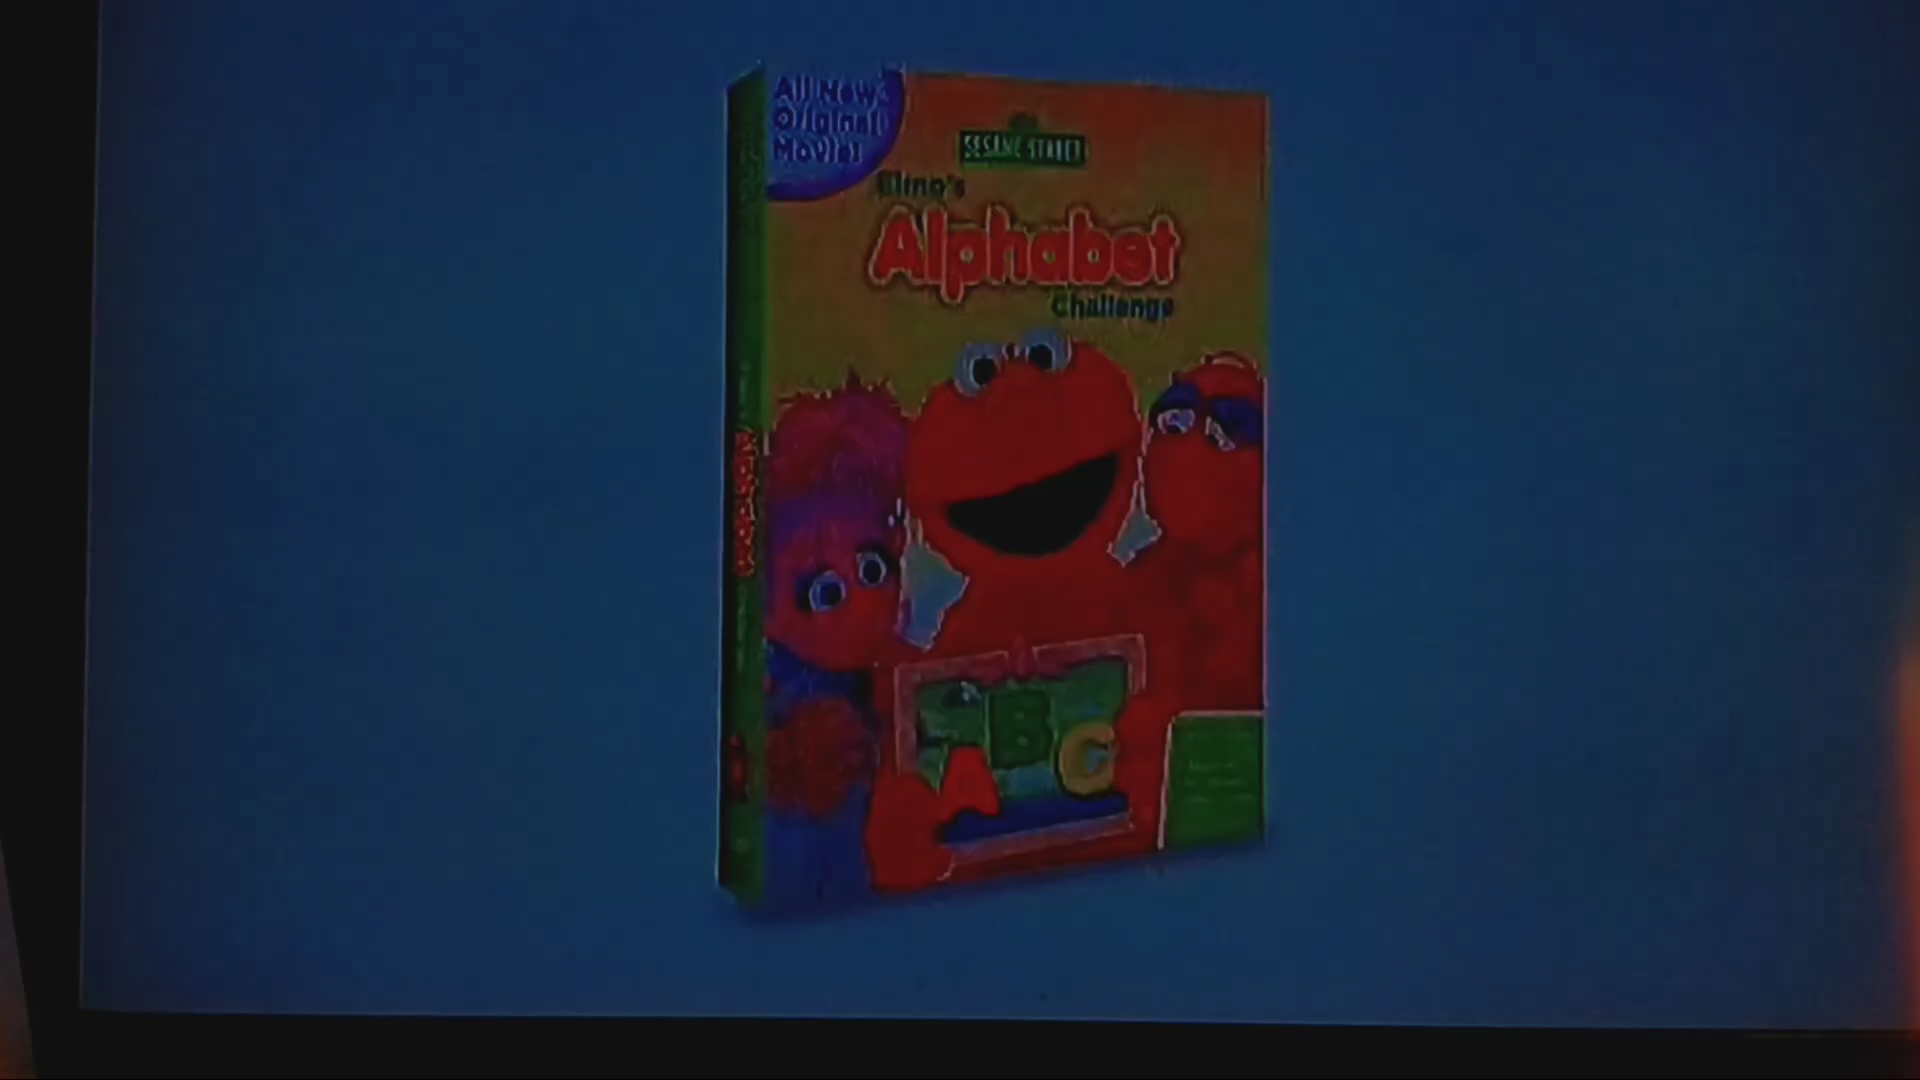 All New
Original
Movie!
SESAME STREET
Elmo's
Alphabet
Challenge
A B C